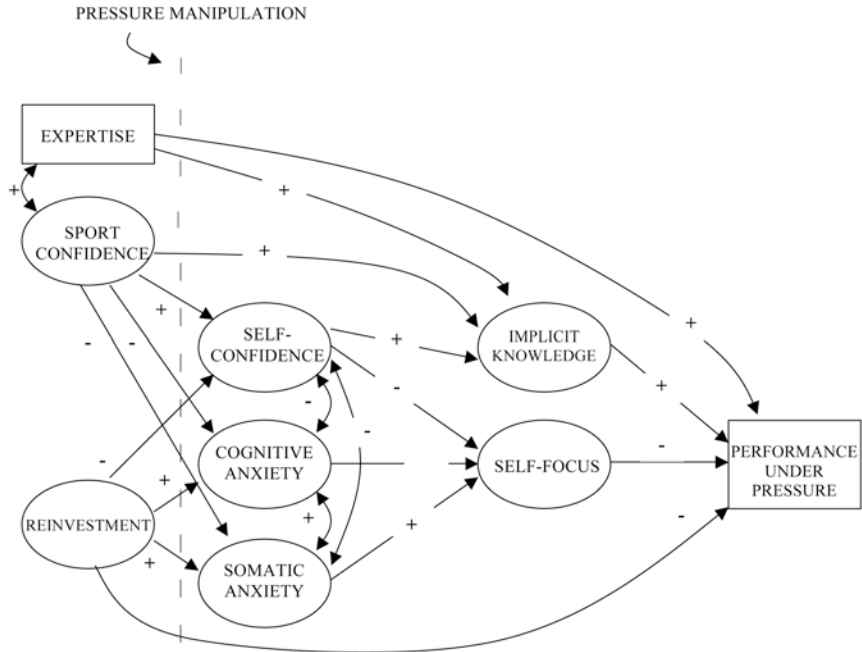 PRESSURE MANIPULATION
EXPERTISE
+
+
SPORT
CONFIDENCE
+
+
+
SELF-
CONFIDENCE
+
IMPLICIT
KNOWLEDGE
-
-
-
+
-
-
-
COGNITIVE
ANXIETY
SELF-FOCUS
-
PERFORMANCE
UNDER
PRESSURE
+
REINVESTMENT
+
+
-
+
SOMATIC
ANXIETY